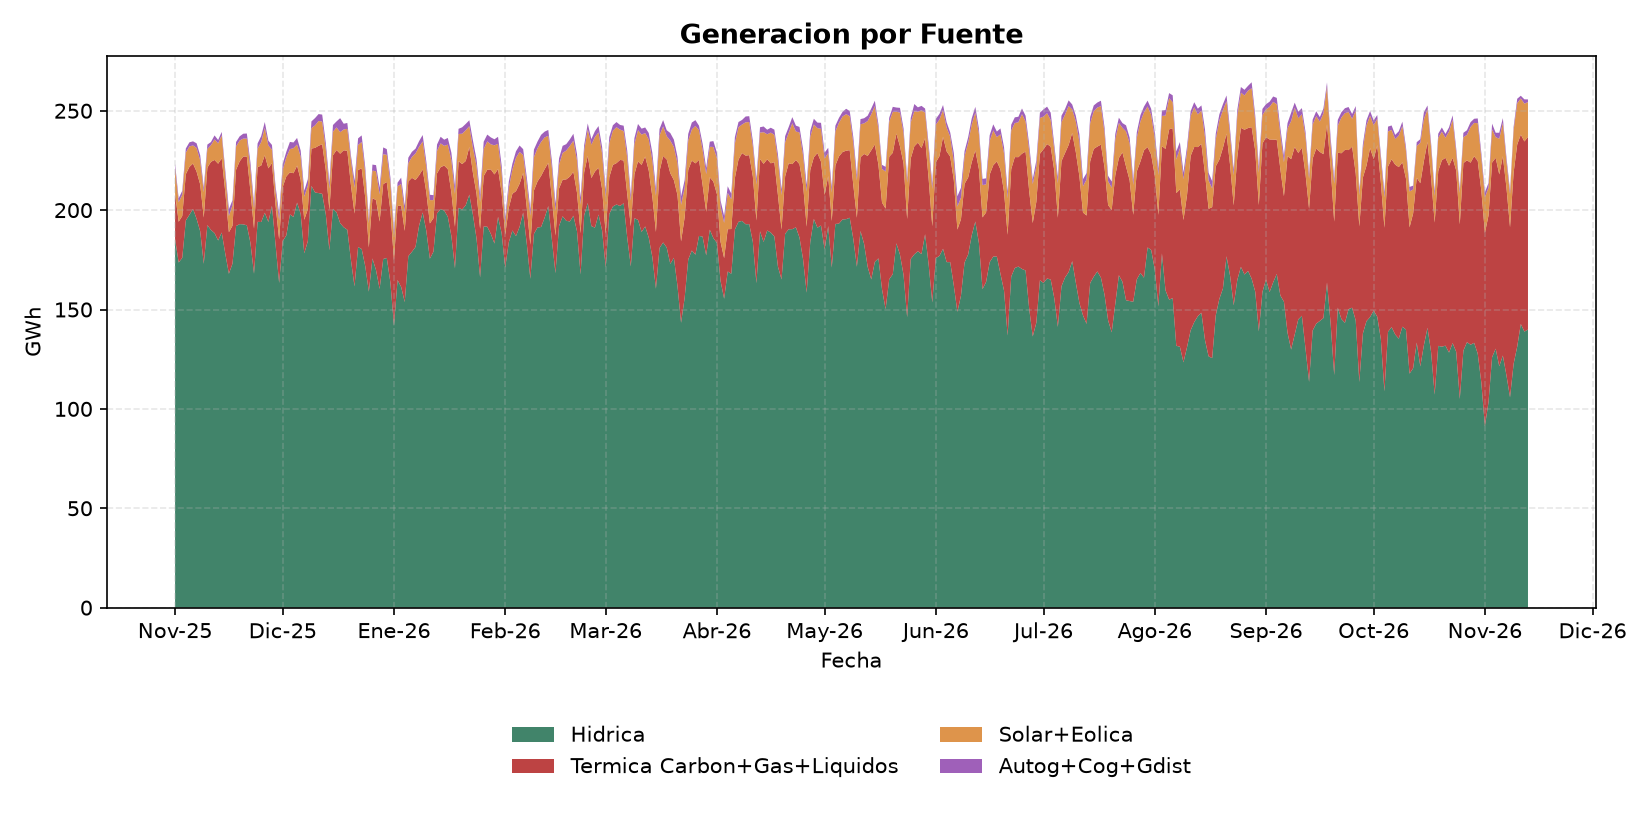 Generacion por Fuente
GWh
250
200
150
100
50
0
Nov-25 Dic-25 Ene-26 Feb-26 Mar-26 Abr-26 May-26 Jun-26 Jul-26 Ago-26 Sep-26 Oct-26 Nov-26 Dic-26
Fecha
Hidrica Solar+Eolica
Termica Carbon+Gas+Liquidos Autog+Cog+Gdist